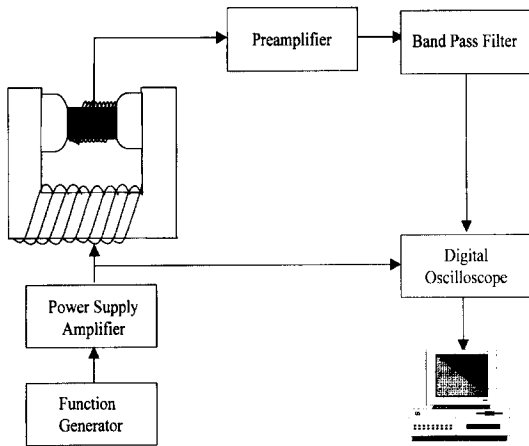 Preamplifier
Band Pass Filter
Digital
Oscilloscope
Power Supply
Amplifier
Function
Generator